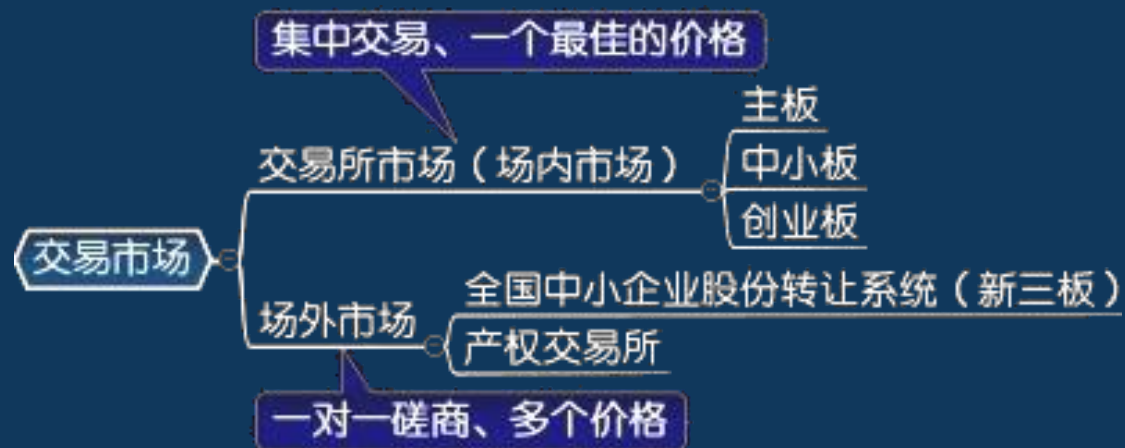 集中交易、一个最佳的价格
主板
交易所市场（场内市场）
中小板
创业板
交易市场
全国中小企业股份转让系统（新三板）
场外市场
产权交易所
一对一磋商、多个价格